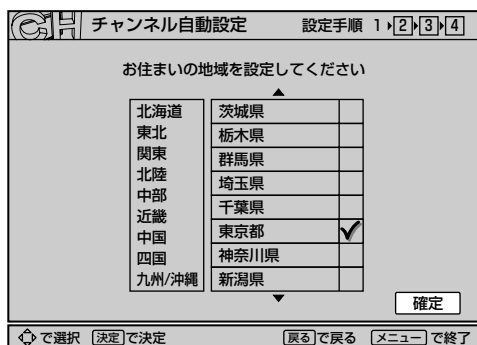 CH チャンネル自動設定 設定手順 1 2 3 4
お住まいの地域を設定してください
北海道
東北
関東
北陸
中部
近畿
中国
四国
九州/沖縄
茨城県
栃木県
群馬県
埼玉県
千葉県
東京都
神奈川県
新潟県
確定
で選択 決定で決定 戻るで戻る メニューで終了